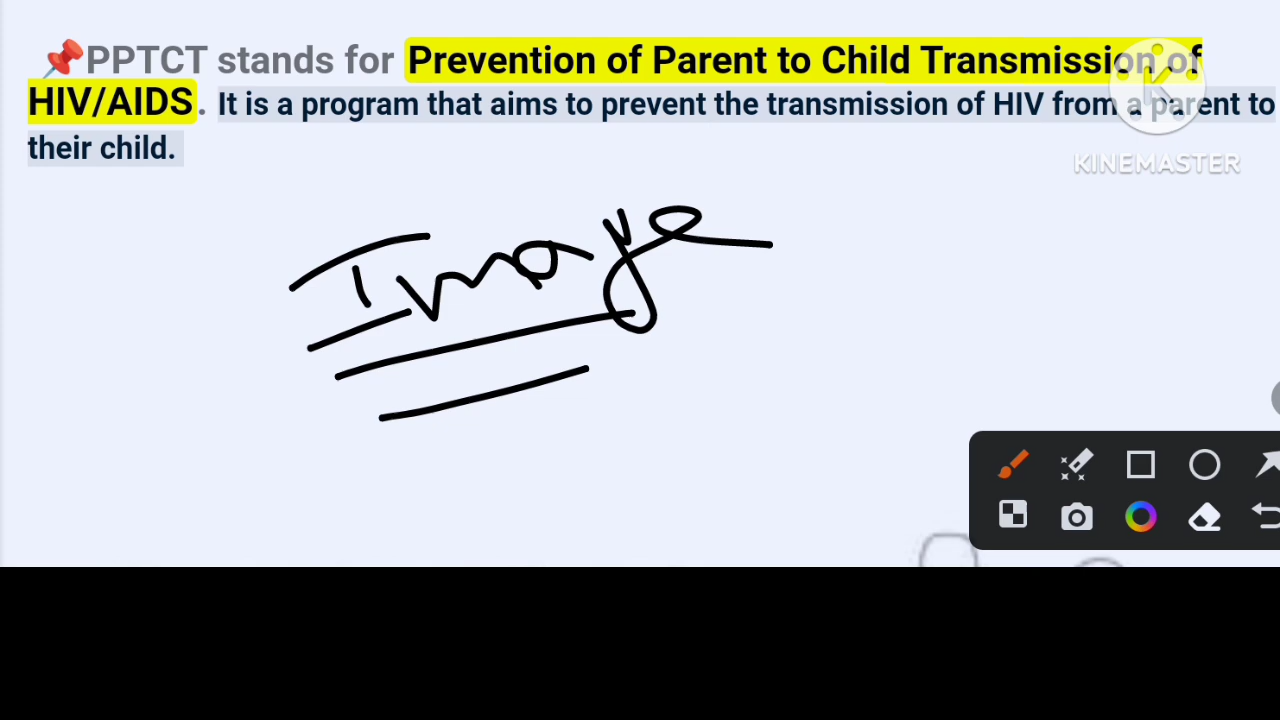 📌PPTCT stands for Prevention of Parent to Child Transmission of
HIV/AIDS. It is a program that aims to prevent the transmission of HIV from a parent to
their child.
KINEMASTER
Image